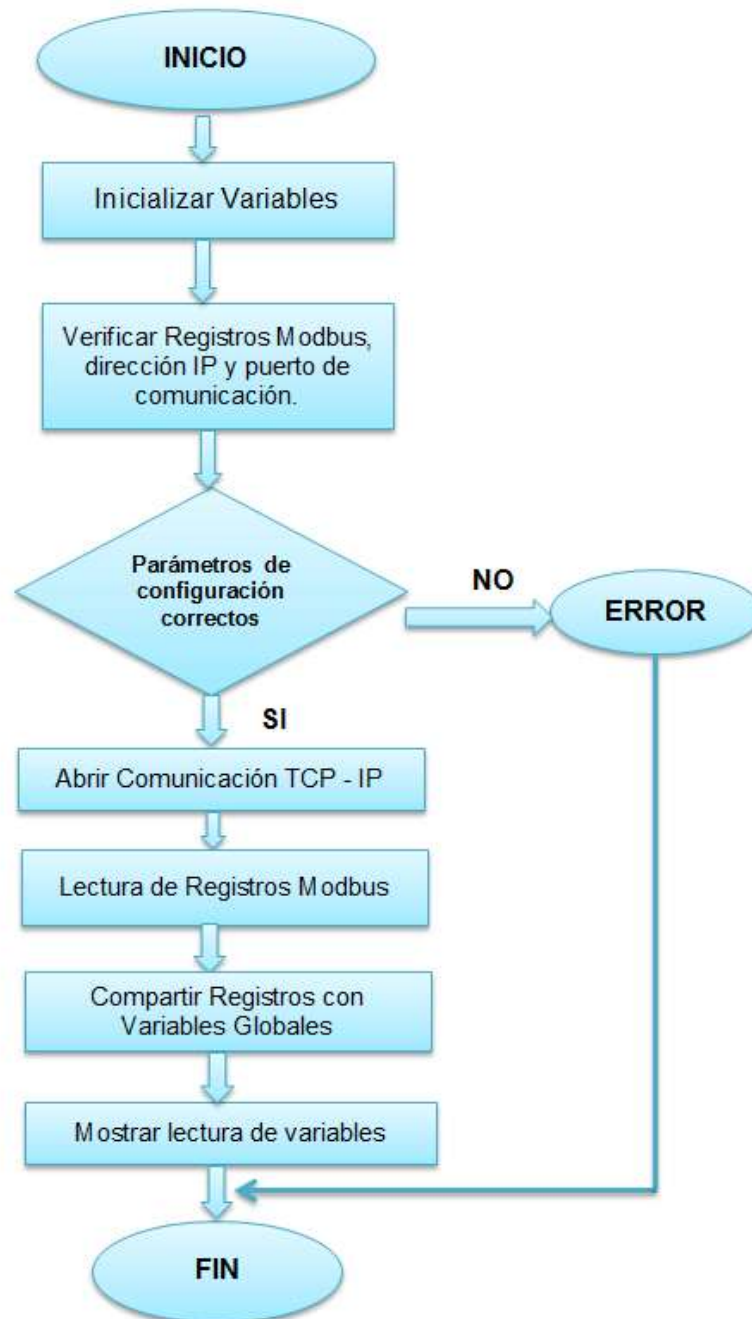 INICIO
Inicializar Variables
Verificar Registros Modbus,
dirección IP y puerto de
comunicación.
Parámetros de
configuración
correctos
NO
ERROR
SI
Abrir Comunicación TCP - IP
Lectura de Registros Modbus
Compartir Registros con
Variables Globales
Mostrar lectura de variables
FIN